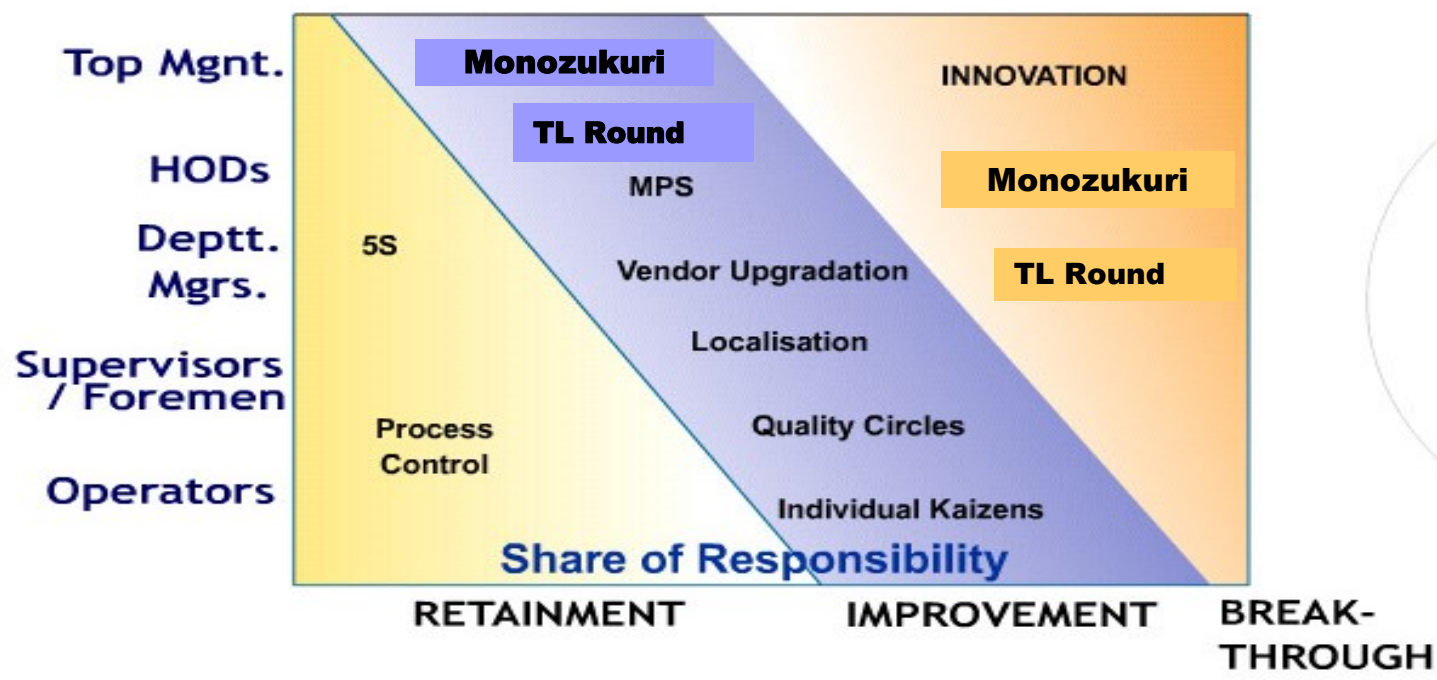 Top Mgnt.
HODs
Deptt.
Mgrs.
Supervisors
/ Foremen
Operators
Monozukuri
TL Round
MPS
Vendor Upgradation
Localisation
Quality Circles
Individual Kaizens
5S
Process
Control
INNOVATION
Monozukuri
TL Round
Share of Responsibility
RETAINMENT
IMPROVEMENT
BREAK-
THROUGH